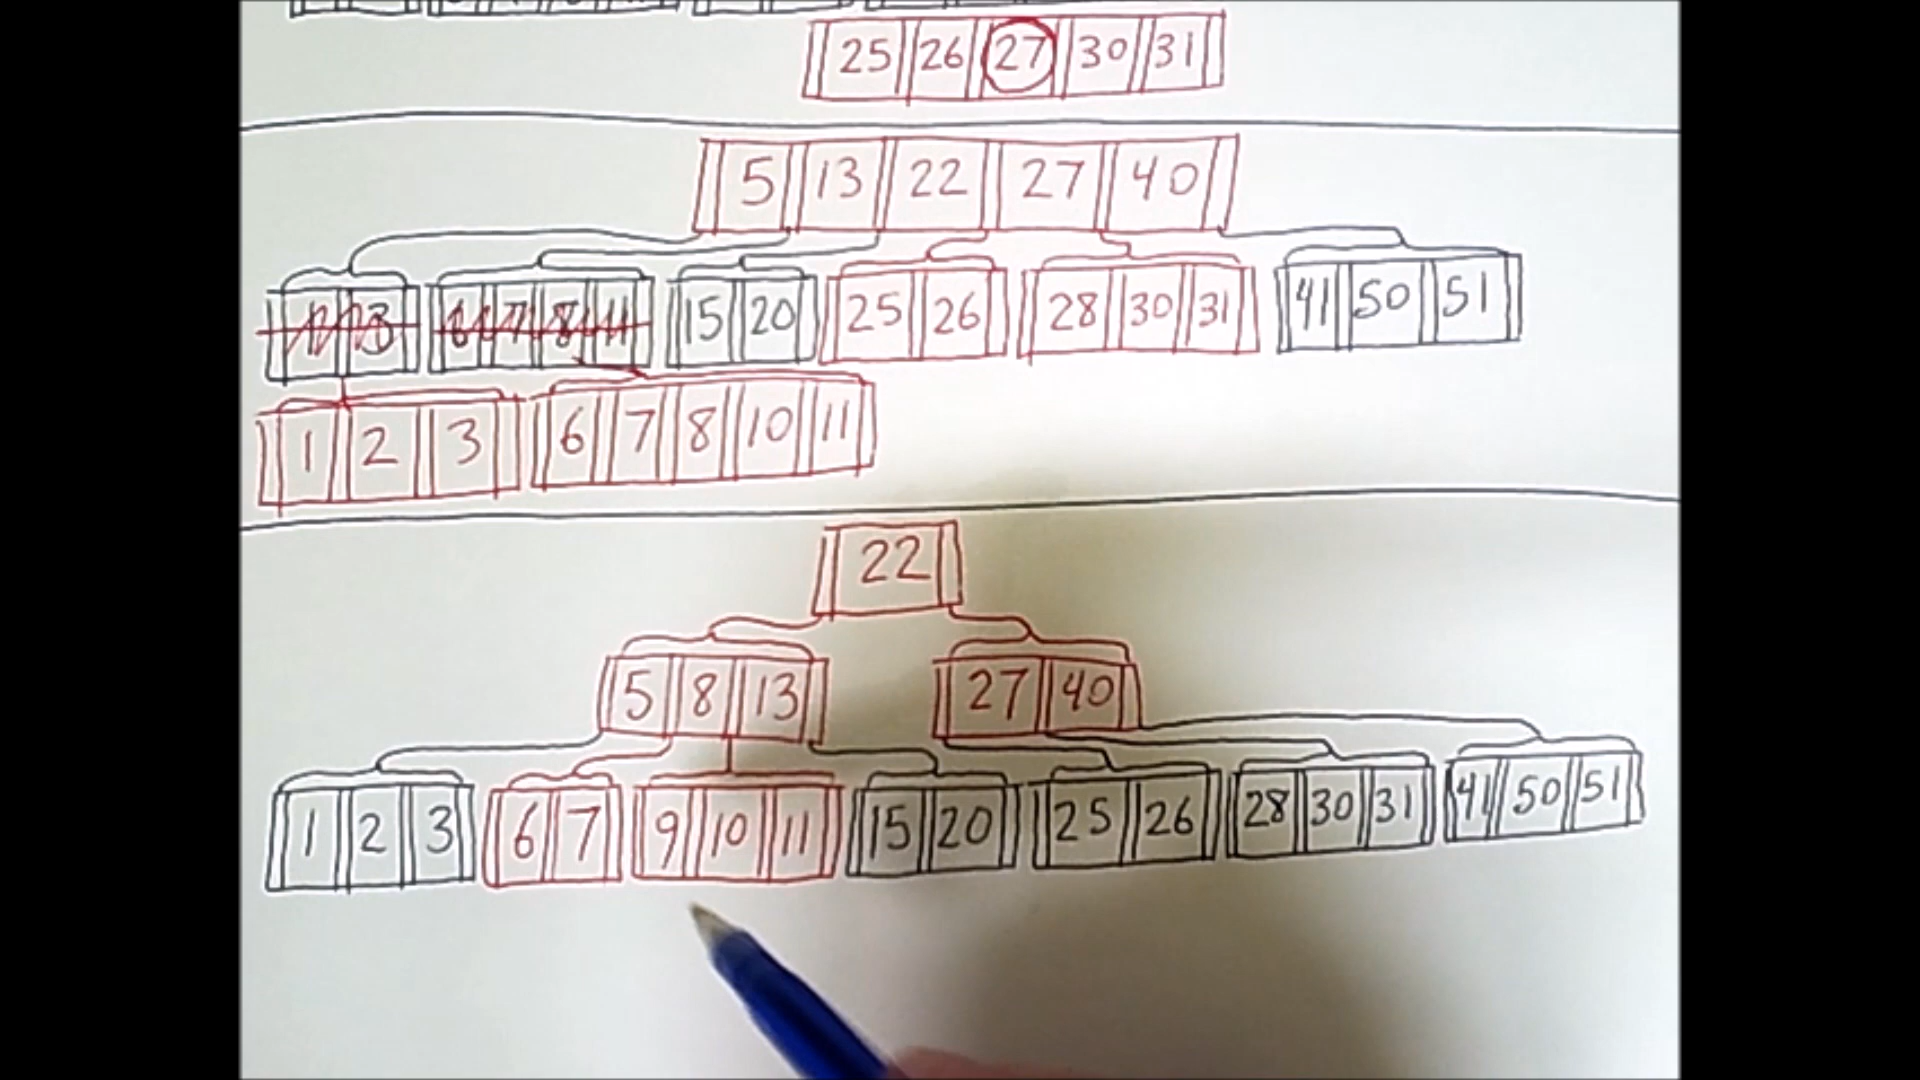 25 26 27 30 31
5 13 22 27 40
15 20 25 26 28 30 31 41 50 51
1 2 3 6 7 8 10 11
22
5 8 13 27 40
1 2 3 6 7 9 10 11 15 20 25 26 28 30 31 41 50 51